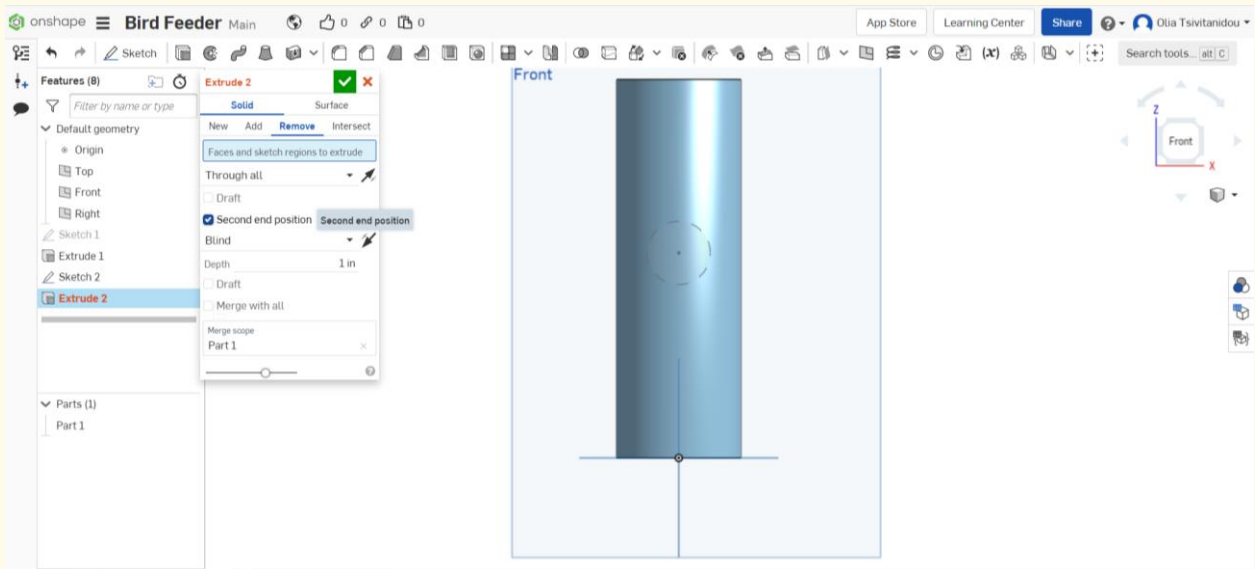 onshape Bird Feeder Main 0 0 0 App Store Learning Center Share Olia Tsivitanidou
Sketch Search tools... alt C
Features (8)
Filter by name or type
Default geometry
Origin
Top
Front
Right
Sketch 1
Extrude 1
Sketch 2
Extrude 2
Parts (1)
Part 1
Extrude 2
Solid Surface
New Add Remove Intersect
Faces and sketch regions to extrude
Through all
Draft
Second end position Second end position
Blind
Depth 1 in
Draft
Merge with all
Merge scope
Part 1
Front
Z
Front
X